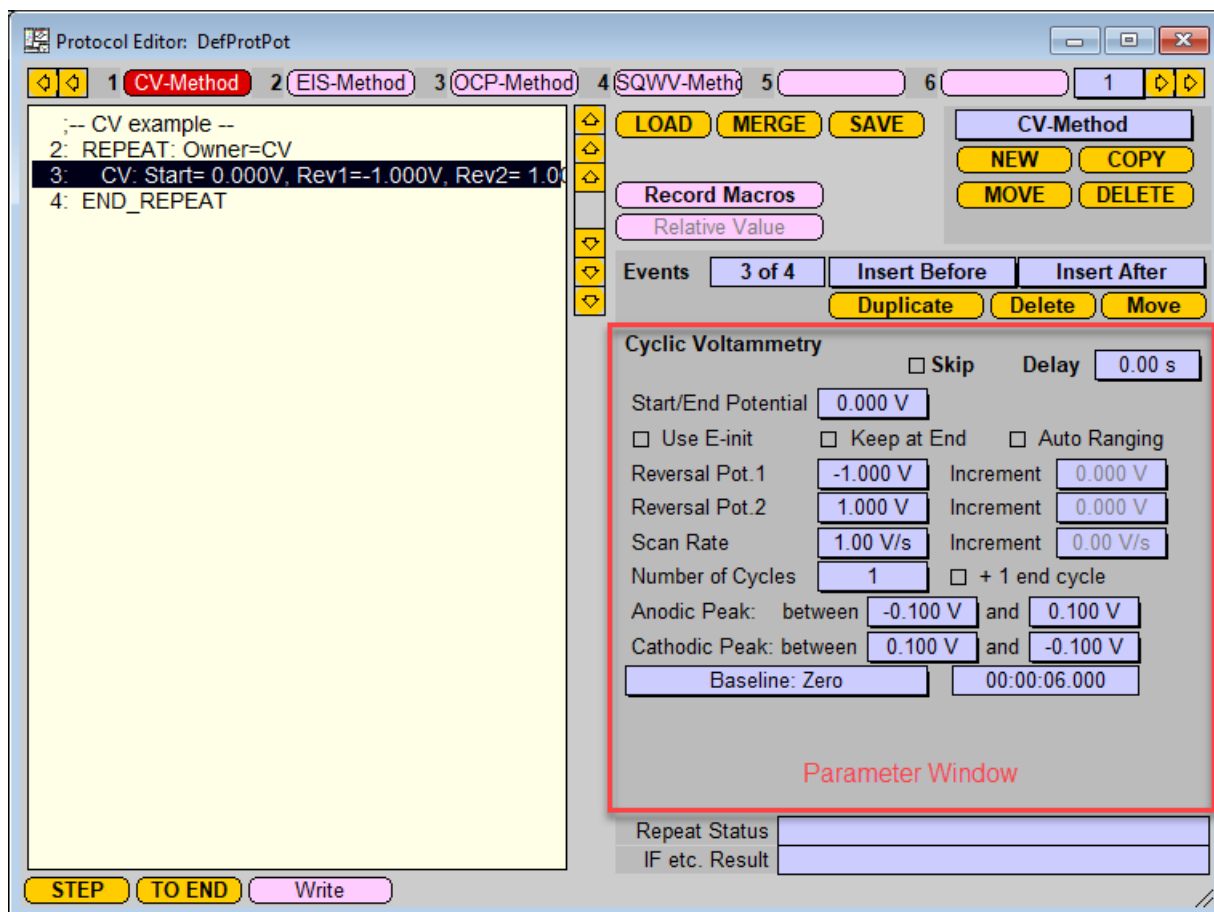 Protocol Editor: DefProtPot
1 CV-Method 2 EIS-Method 3 OCP-Method 4 SQWV-Metho 5 6 1
;-- CV example --
2: REPEAT: Owner=CV
3: CV: Start= 0.000V, Rev1=-1.000V, Rev2= 1.00
4: END_REPEAT
LOAD MERGE SAVE CV-Method
NEW COPY
Record Macros MOVE DELETE
Relative Value
Events 3 of 4 Insert Before Insert After
Duplicate Delete Move
Cyclic Voltammetry
Skip Delay 0.00 s
Start/End Potential 0.000 V
Use E-init Keep at End Auto Ranging
Reversal Pot.1 -1.000 V Increment 0.000 V
Reversal Pot.2 1.000 V Increment 0.000 V
Scan Rate 1.00 V/s Increment 0.00 V/s
Number of Cycles 1 + 1 end cycle
Anodic Peak: between -0.100 V and 0.100 V
Cathodic Peak: between 0.100 V and -0.100 V
Baseline: Zero 00:00:06.000
Parameter Window
Repeat Status
IF etc. Result
STEP TO END Write